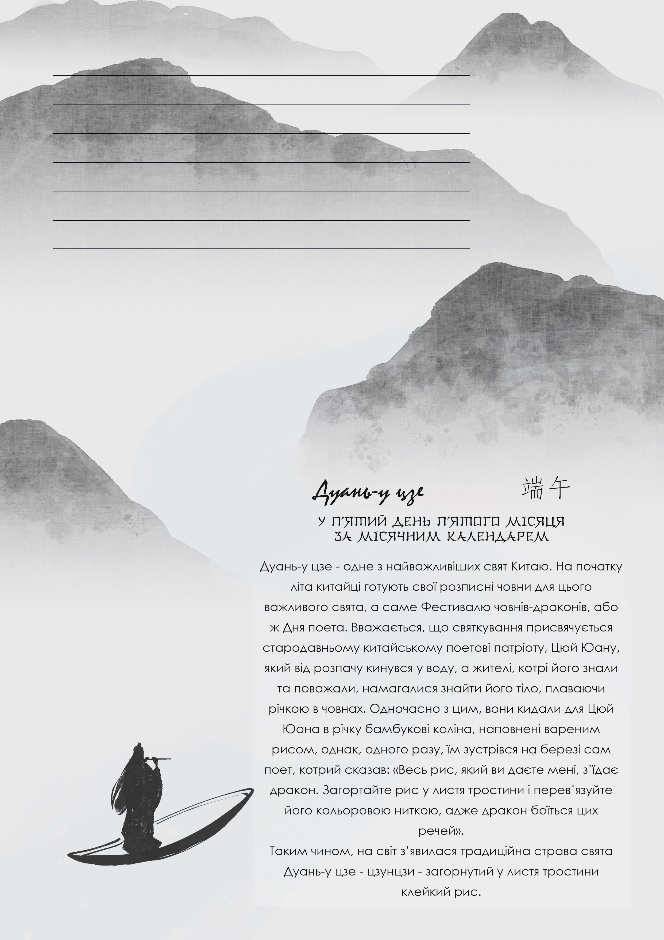 Дуань-у цзе
端午
У П'ЯТИЙ ДЕНЬ П'ЯТОГО МІСЯЦЯ
ЗА МІСЯЧНИМ КАЛЕНДАРЕМ
Дуань-у цзе - одне з найважливіших свят Китаю. На початку
літа китайці готують свої розписні човни для цього
важливого свята, а саме Фестивалю човнів-драконів, або
ж Дня поета. Вважається, що святкування присвячується
стародавньому китайському поетові патріоту, Цюй Юану,
який від розпачу кинувся у воду, а жителі, котрі його знали
та поважали, намагалися знайти його тіло, плаваючи
річкою в човнах. Одночасно з цим, вони кидали для Цюй
Юана в річку бамбукові коліна, наповнені вареним
рисом, однак, одного разу, їм зустрівся на березі сам
поет, котрий сказав: «Весь рис, який ви даєте мені, з'їдає
дракон. Загортайте рис у листя тростини і перев'язуйте
його кольоровою ниткою, адже дракон боїться цих
речей».
Таким чином, на світ з'явилася традиційна страва свята
Дуань-у цзе - цзунцзи - загорнутий у листя тростини
клейкий рис.